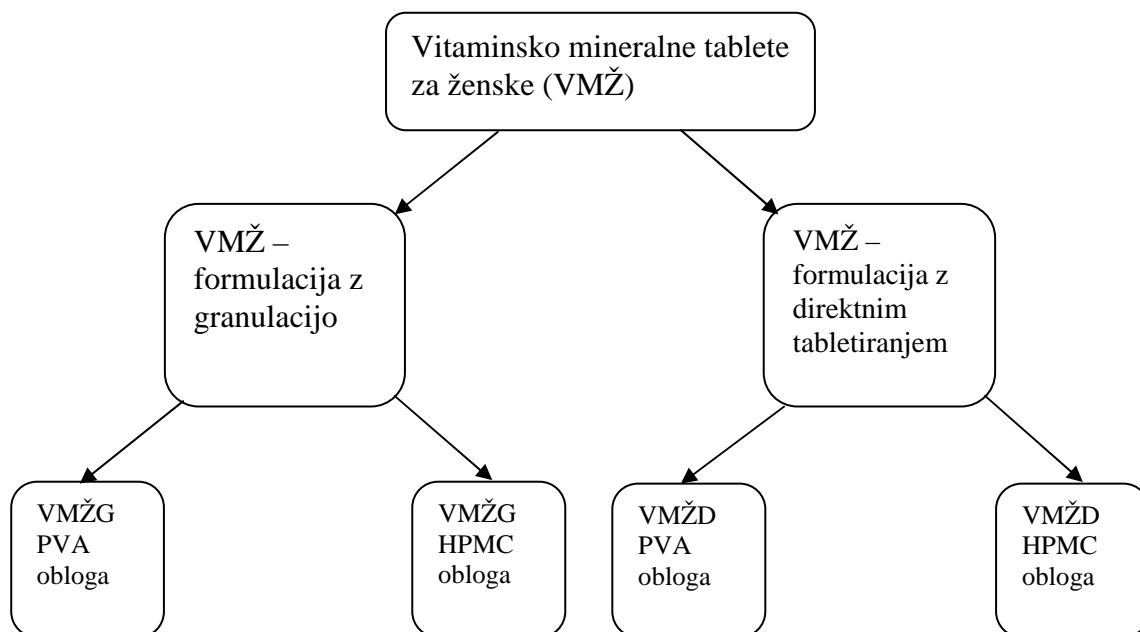 Vitaminsko mineralne tablete
za ženske (VMŽ)
VMŽ –
formulacija z
granulacijo
VMŽ –
formulacija z
direktnim
tabletiranjem
VMŽG
PVA
obloga
VMŽG
HPMC
obloga
VMŽD
PVA
obloga
VMŽD
HPMC
obloga